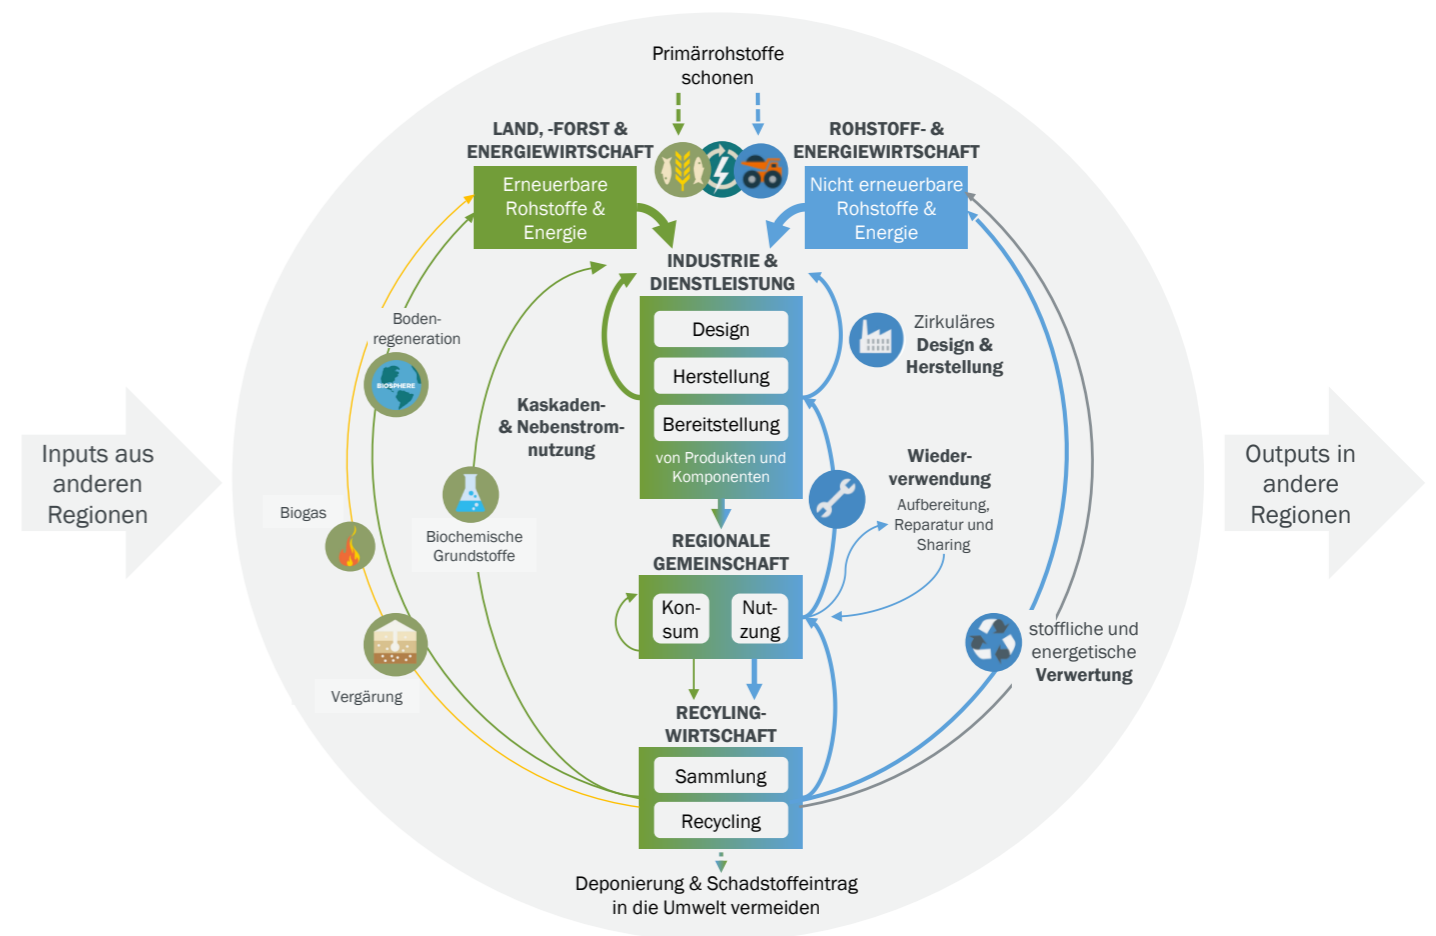 Primärrohstoffe
schonen
LAND, -FORST &
ENERGIEWIRTSCHAFT
ROHSTOFF- &
ENERGIEWIRTSCHAFT
Erneuerbare
Rohstoffe &
Energie
Nicht erneuerbare
Rohstoffe &
Energie
INDUSTRIE &
DIENSTLEISTUNG
Design
Herstellung
Bereitstellung
von Produkten und
Komponenten
Boden-
regeneration
BIOSPHERE
Zirkuläres
Design &
Herstellung
Kaskaden-
& Nebenstrom-
nutzung
Wieder-
verwendung
Aufbereitung,
Reparatur und
Sharing
Inputs aus
anderen
Regionen
Outputs in
andere
Regionen
Biogas
Biochemische
Grundstoffe
REGIONALE
GEMEINSCHAFT
Kon-
sum
Nut-
zung
stoffliche und
energetische
Verwertung
Vergärung
RECYLING-
WIRTSCHAFT
Sammlung
Recycling
Deponierung & Schadstoffeintrag
in die Umwelt vermeiden